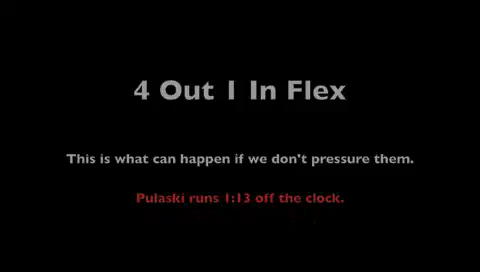 4 Out 1 In Flex
This is what can happen if we don't pressure them.
Pulaski runs 1:13 off the clock.